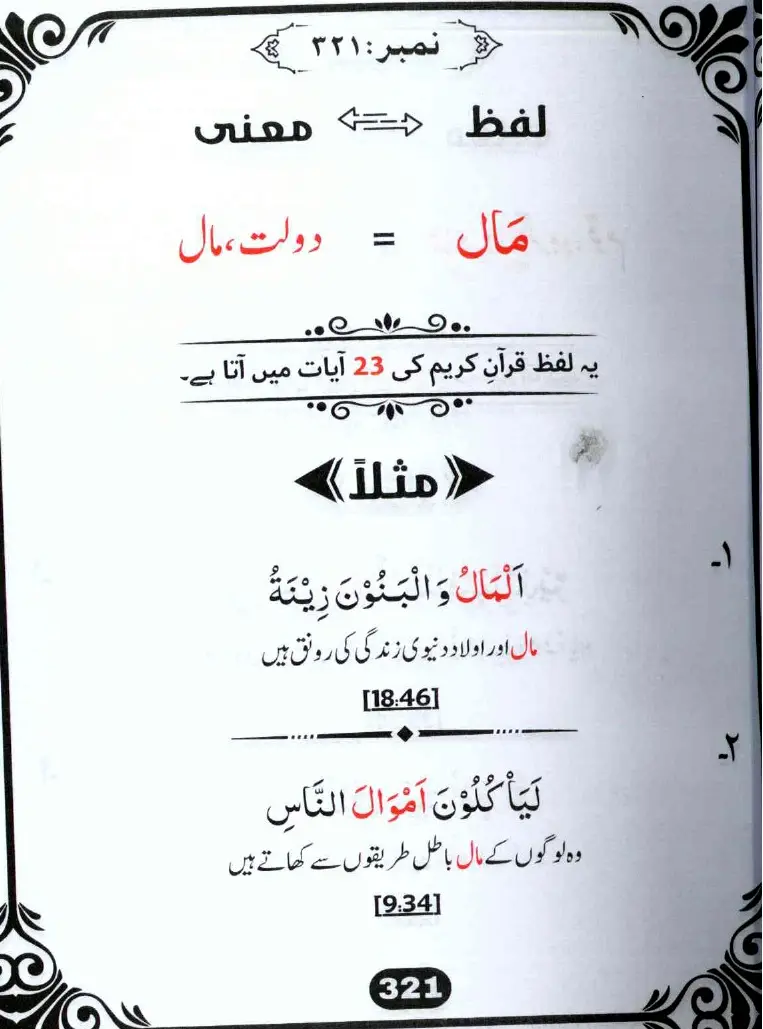 نمبر:۳۲۱
لفظ معنی
مَال = دولت،مال
یہ لفظ قرآنِ کریم کی 23 آیات میں آتا ہے۔
مثلاً
۱۔
اَلْمَالُ وَالْبَنُوْنَ زِيْنَةُ
مال اور اولاد دنیوی زندگی کی رونق ہیں
[18:46]
۲۔
لَيَأْكُلُوْنَ اَمْوَالَ النَّاسِ
وہ لوگوں کے مال باطل طریقوں سے کھاتے ہیں
[9:34]
321